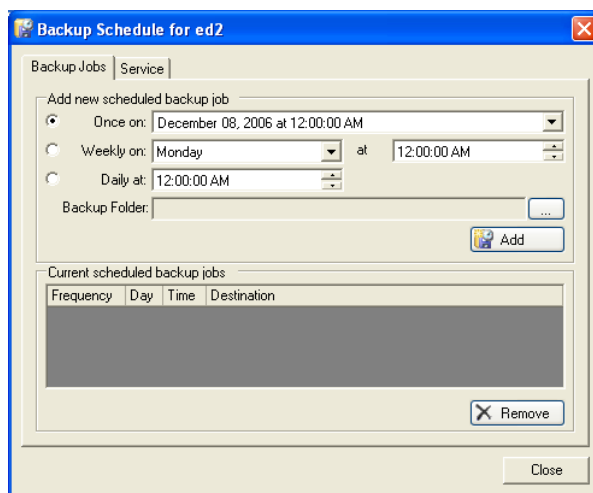 Backup Schedule for ed2
Backup Jobs Service
Add new scheduled backup job
Once on: December 08, 2006 at 12:00:00 AM
Weekly on: Monday at 12:00:00 AM
Daily at: 12:00:00 AM
Backup Folder: ...
Add
Current scheduled backup jobs
Frequency Day Time Destination
Remove
Close